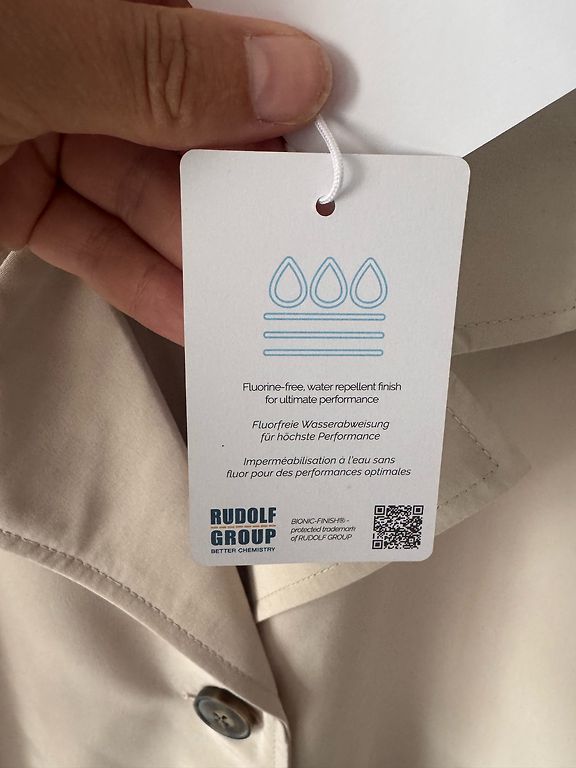 Fluorine-free, water repellent finish
for ultimate performance
Fluorfreie Wasserabweisung
für höchste Performance
Imperméabilisation à l'eau sans
fluor pour des performances optimales
RUDOLF
GROUP
BETTER CHEMISTRY
BIONIC-FINISH® -
protected trademark
of RUDOLF GROUP